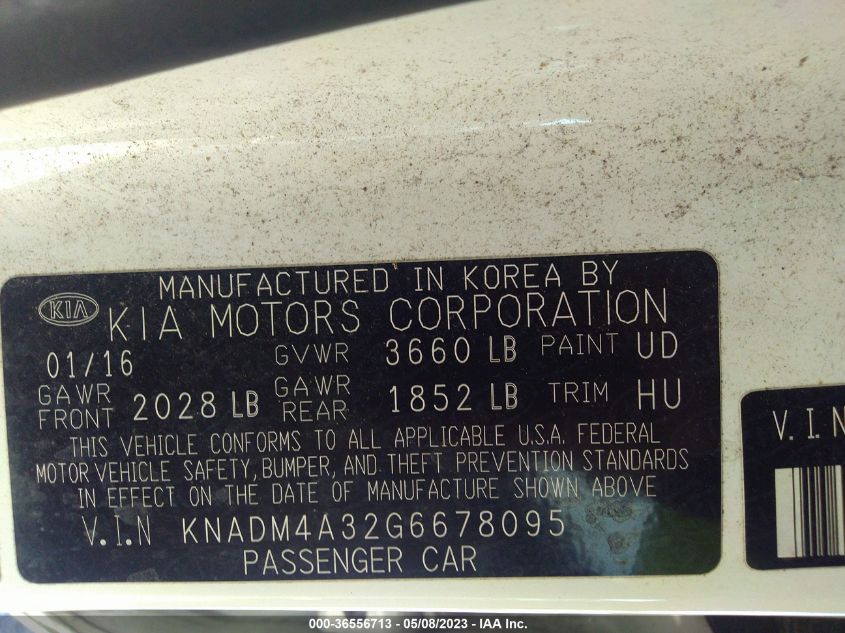 MANUFACTURED IN KOREA BY
KIA KIA MOTORS CORPORATION
01/16 GVWR 3660 LB PAINT UD
GAWR FRONT 2028 LB GAWR REAR 1852 LB TRIM HU
THIS VEHICLE CONFORMS TO ALL APPLICABLE U.S.A. FEDERAL
MOTOR VEHICLE SAFETY, BUMPER, AND THEFT PREVENTION STANDARDS
IN EFFECT ON THE DATE OF MANUFACTURE SHOWN ABOVE
V.I.N KNADM4A32G6678095
PASSENGER CAR
V.I.N
000-36556713 - 05/08/2023 - IAA Inc.